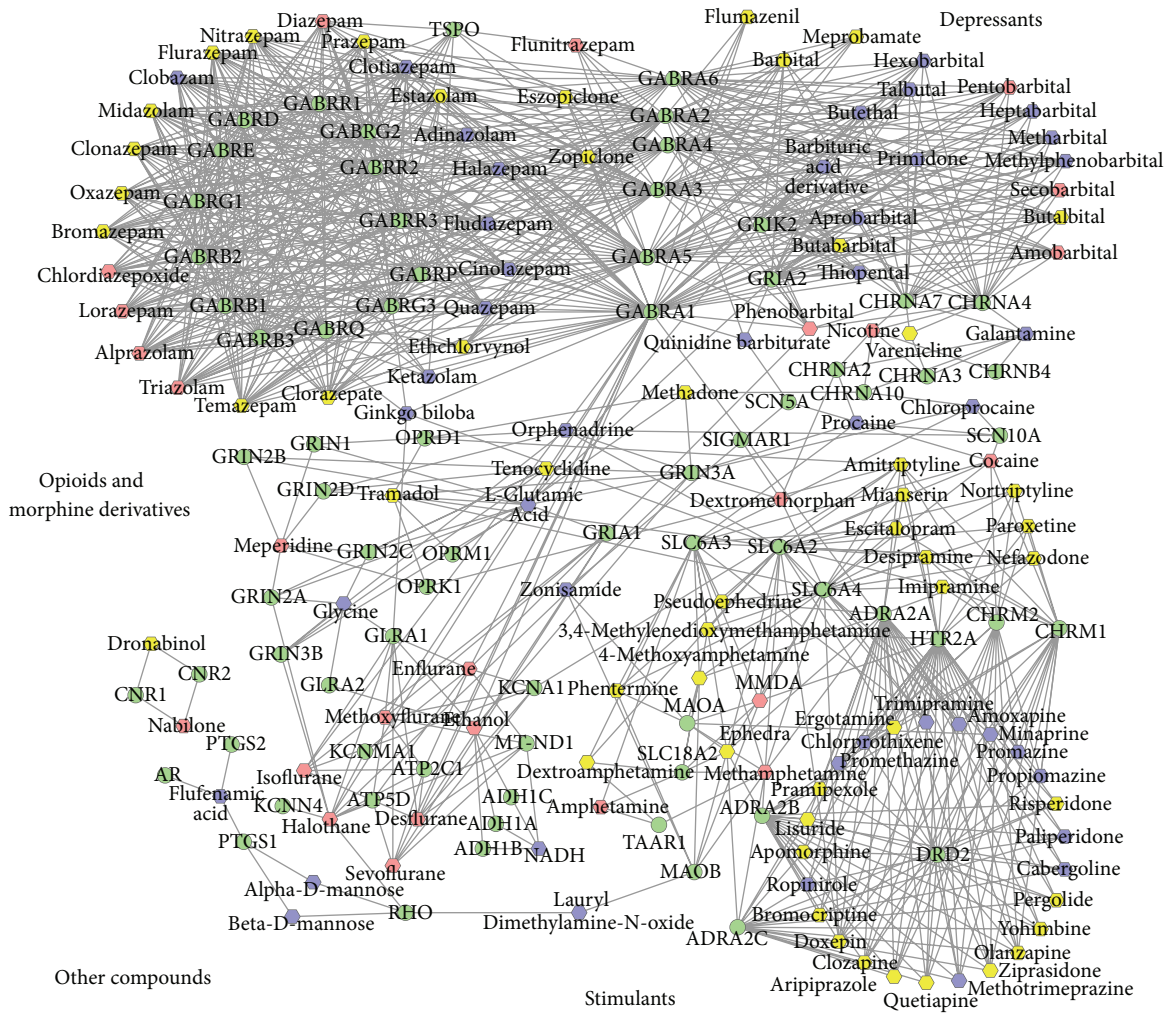 Diazepam
Flumazenil
Depressants
Nitrazepam
TSPO
Prazepam
Flunitrazepam
Meprobamate
Flurazepam
Clotiazepam
Barbital
Hexobarbital
Clobazam
GABRA6
Talbutal
Pentobarbital
Estazolam
Eszopiclone
GABRR1
Midazolam
GABRD
GABRA2
Butethal
Heptabarbital
GABRG2
Adinazolam
Metharbital
Clonazepam
GABRE
GABRA4
Barbituric
acid
derivative
Primidone
Zopiclone
Methylphenobarbital
GABRR2
Halazepam
Oxazepam
GABRA3
Secobarbital
GABRG1
GABRR3
Fludiazepam
GRIK2
Aprobarbital
Butalbital
Bromazepam
Butabarbital
Amobarbital
GABRB2
GABRA5
Chlordiazepoxide
GABRP
Cinolazepam
GRIA2
Thiopental
GABRB1
GABRG3
Quazepam
CHRNA7
CHRNA4
Lorazepam
GABRA1
Phenobarbital
GABRB3
GABRQ
Nicotine
Galantamine
Quinidine barbiturate
Varenicline
Alprazolam
Ethchlorvynol
CHRNA2
CHRNA3
CHRNB4
Triazolam
Ketazolam
Methadone
CHRNA10
Temazepam
Clorazepate
SCN5A
Chloroprocaine
Ginkgo biloba
Procaine
Orphenadrine
OPRD1
GRIN1
SIGMAR1
SCN10A
GRIN2B
Tenocyclidine
GRIN3A
Amitriptyline
Cocaine
Opioids and
morphine derivatives
GRIN2D
Tramadol
L-Glutamic
Acid
Dextromethorphan
Mianserin
Nortriptyline
GRIA1
Escitalopram
Paroxetine
Meperidine
GRIN2C
OPRM1
SLC6A3
SLC6A2
Desipramine
Nefazodone
OPRK1
Zonisamide
SLC6A4
Imipramine
GRIN2A
Glycine
Pseudoephedrine
ADRA2A
CHRM2
GLRA1
3,4-Methylenedioxymethamphetamine
HTR2A
CHRM1
Dronabinol
GRIN3B
4-Methoxyamphetamine
CNR2
Enflurane
CNR1
GLRA2
KCNA1
Phentermine
MMDA
Trimipramine
MAOA
Nabilone
Methoxyflurane
Ethanol
Ergotamine
Amoxapine
PTGS2
KCNMA1
MT-ND1
Ephedra
Chlorprothixene
Minaprine
SLC18A2
Promazine
AR
Isoflurane
ATP2C1
Dextroamphetamine
Methamphetamine
Promethazine
Propiomazine
Flufenamic
acid
KCNN4
ATP5D
ADH1C
Amphetamine
Pramipexole
Risperidone
Halothane
Desflurane
ADH1A
ADRA2B
Lisuride
PTGS1
TAAR1
Paliperidone
ADH1B
NADH
Apomorphine
DRD2
Sevoflurane
MAOB
Cabergoline
Alpha-D-mannose
Ropinirole
Lauryl
Dimethylamine-N-oxide
Pergolide
Beta-D-mannose
RHO
Bromocriptine
Yohimbine
ADRA2C
Doxepin
Olanzapine
Clozapine
Ziprasidone
Other compounds
Aripiprazole
Methotrimeprazine
Stimulants
Quetiapine